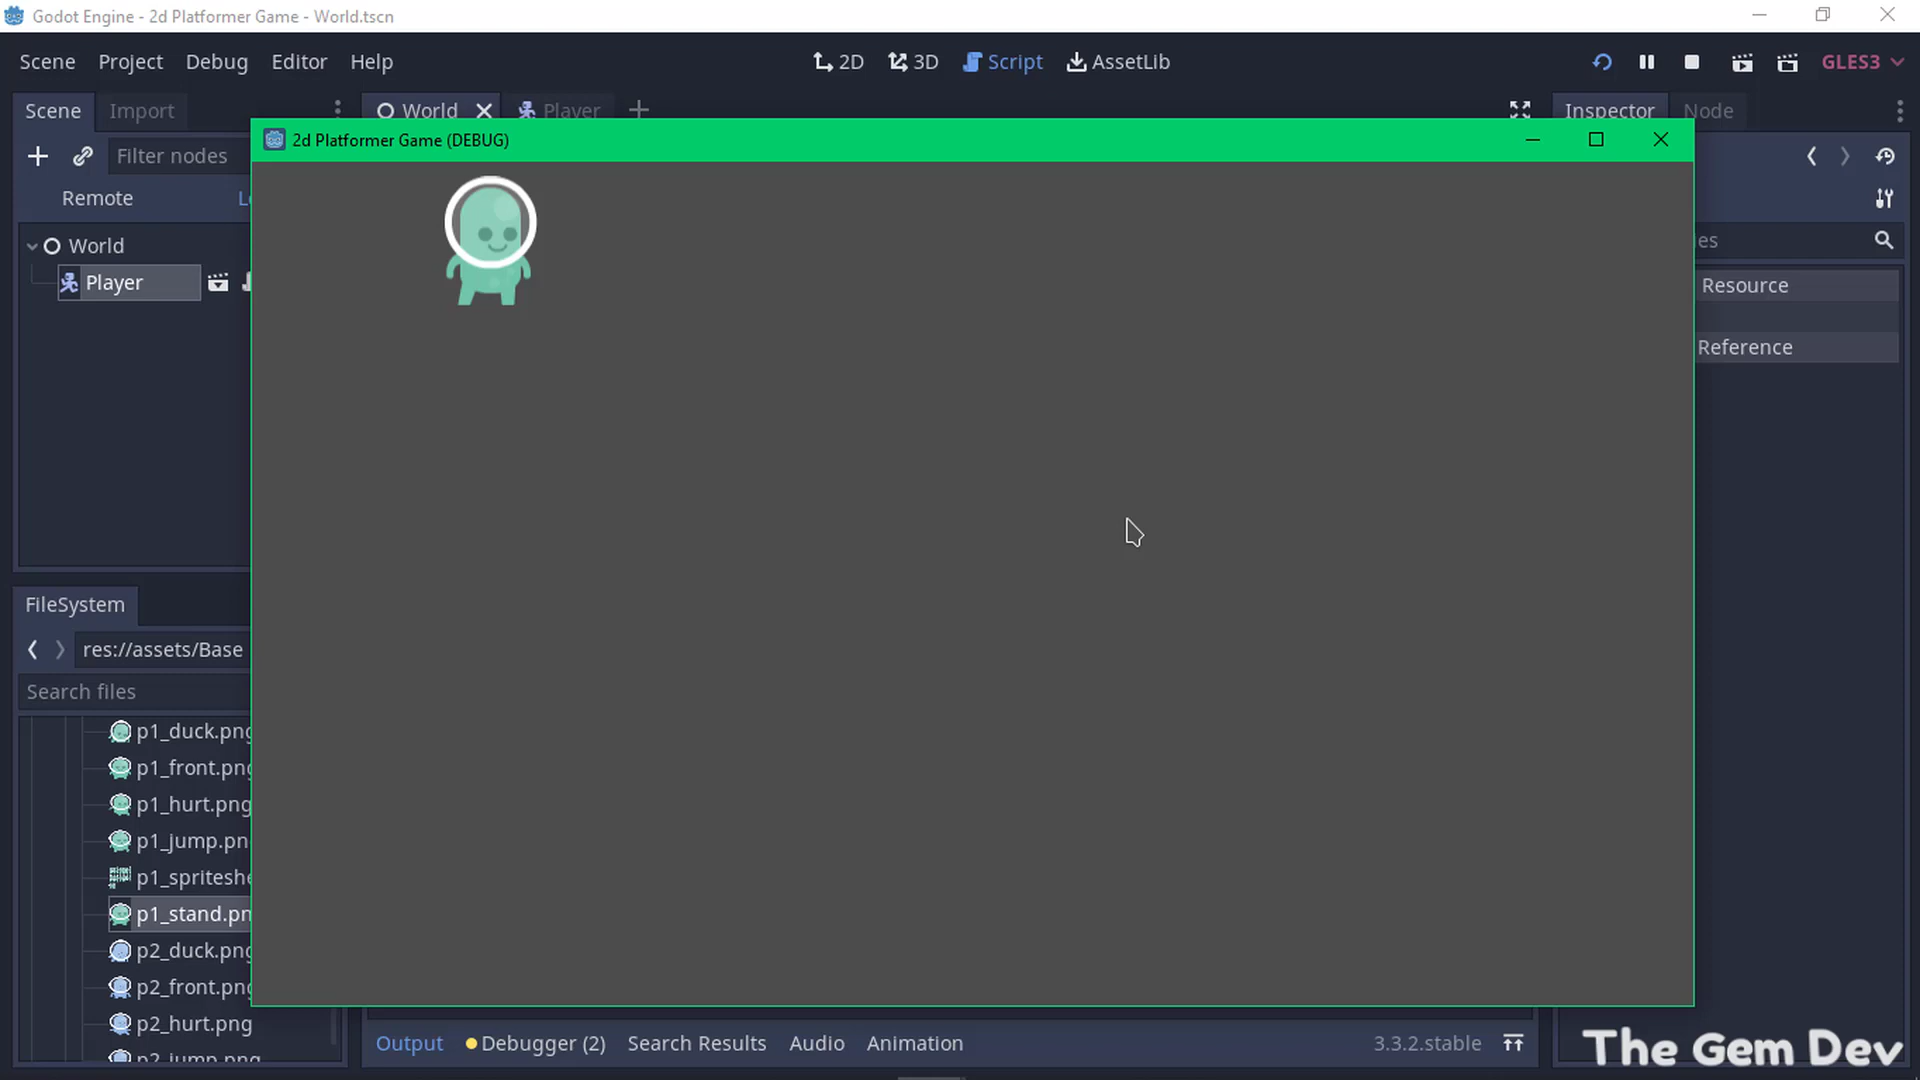 Godot Engine - 2d Platformer Game - World.tscn
Scene Project Debug Editor Help
2D 3D Script AssetLib
GLES3
Scene Import
World Player
Inspector Node
2d Platformer Game (DEBUG)
Filter nodes
Remote
World
Player
Resource
Reference
FileSystem
res://assets/Base
Search files
p1_duck.png
p1_front.png
p1_hurt.png
p1_jump.pn
p1_spriteshe
p1_stand.pn
p2_duck.png
p2_front.png
p2_hurt.png
p2_jump.png
Output Debugger (2) Search Results Audio Animation
3.3.2.stable
The Gem Dev